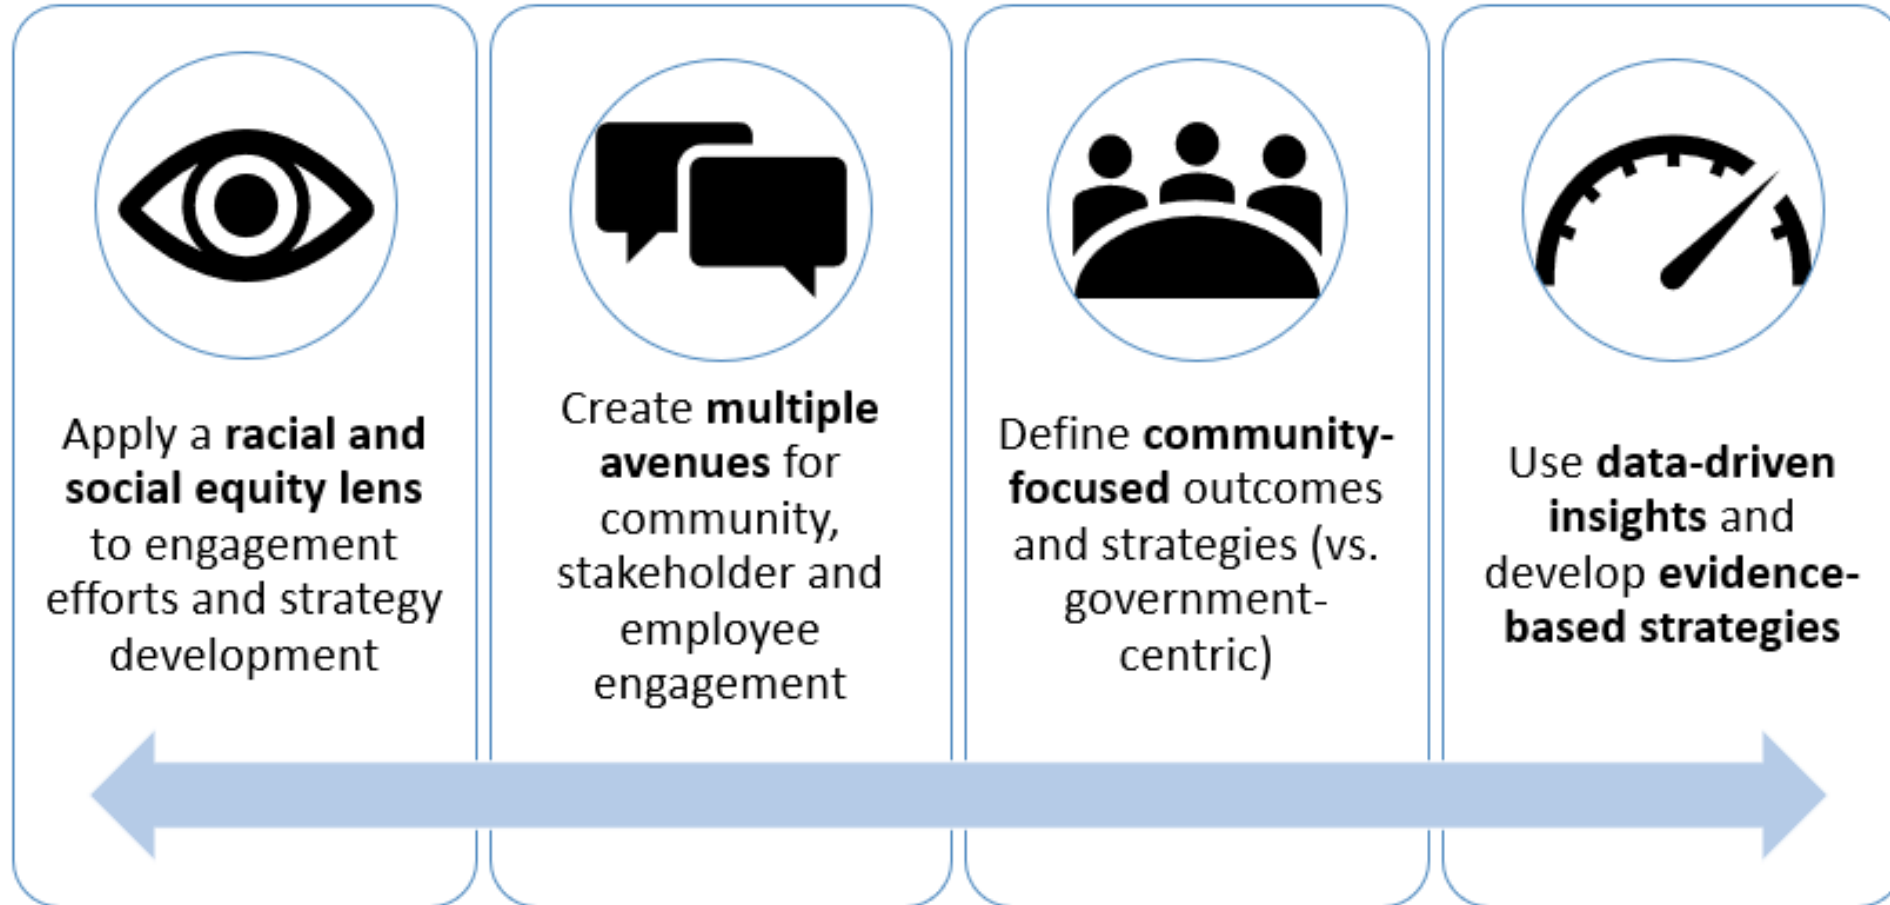 Apply a racial and
social equity lens
to engagement
efforts and strategy
development
Create multiple
avenues for
community,
stakeholder and
employee
engagement
Define community-
focused outcomes
and strategies (vs.
government-
centric)
Use data-driven
insights and
develop evidence-
based strategies